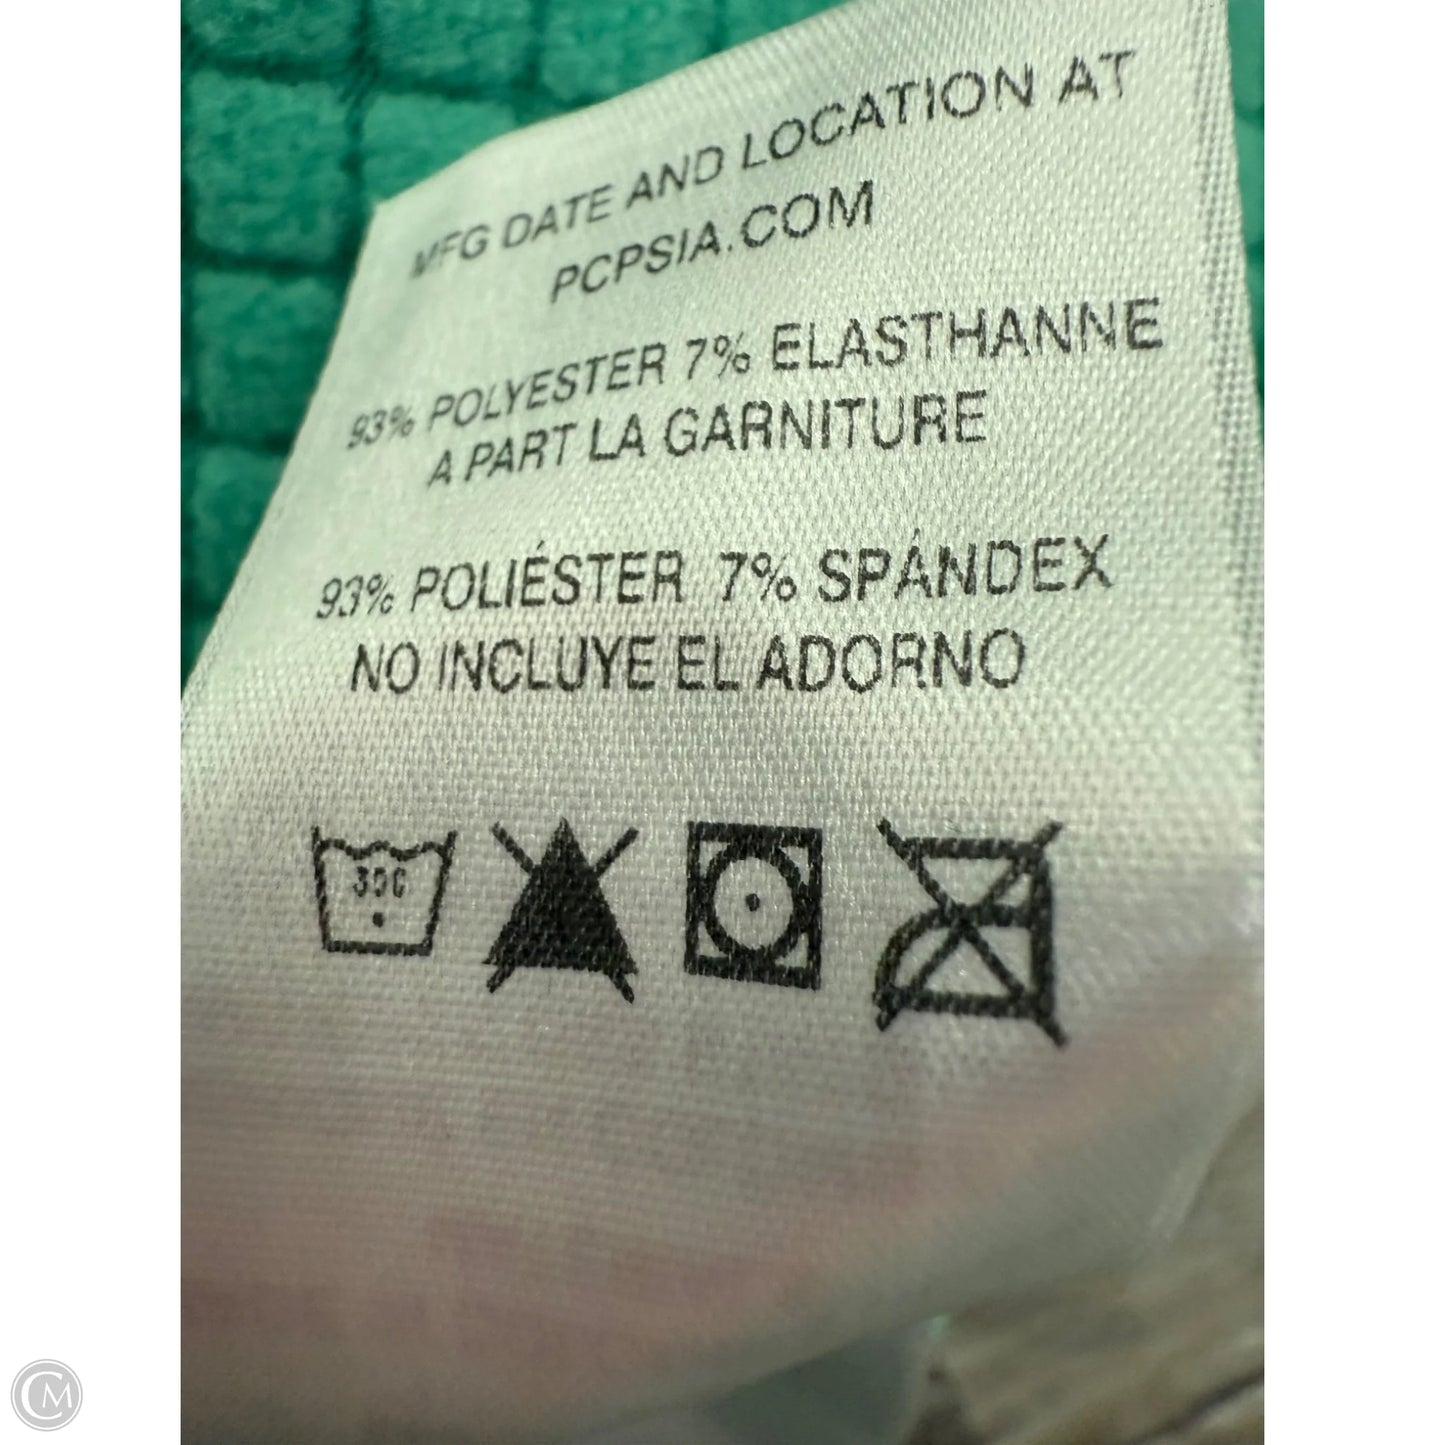 MFG DATE AND LOCATION AT
PCPSIA.COM
93% POLYESTER 7% ELASTHANNE
A PART LA GARNITURE
93% POLIÉSTER 7% SPÁNDEX
NO INCLUYE EL ADORNO
30C
CM